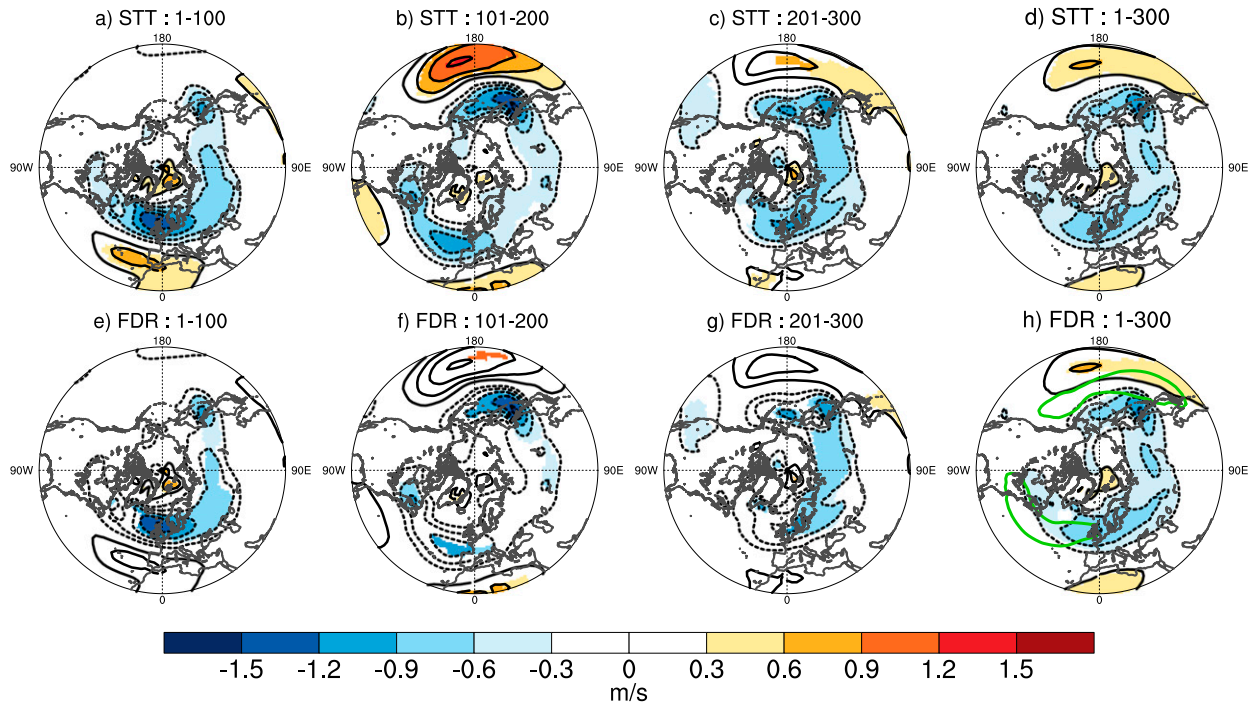 a) STT : 1-100
b) STT : 101-200
c) STT : 201-300
d) STT : 1-300
180
180
180
180
90W
90E
90W
90E
90W
90E
90W
90E
0
0
0
0
e) FDR : 1-100
f) FDR : 101-200
g) FDR : 201-300
h) FDR : 1-300
180
180
180
180
90W
90E
90W
90E
90W
90E
90W
90E
0
0
0
0
-1.5 -1.2 -0.9 -0.6 -0.3 0 0.3 0.6 0.9 1.2 1.5
m/s